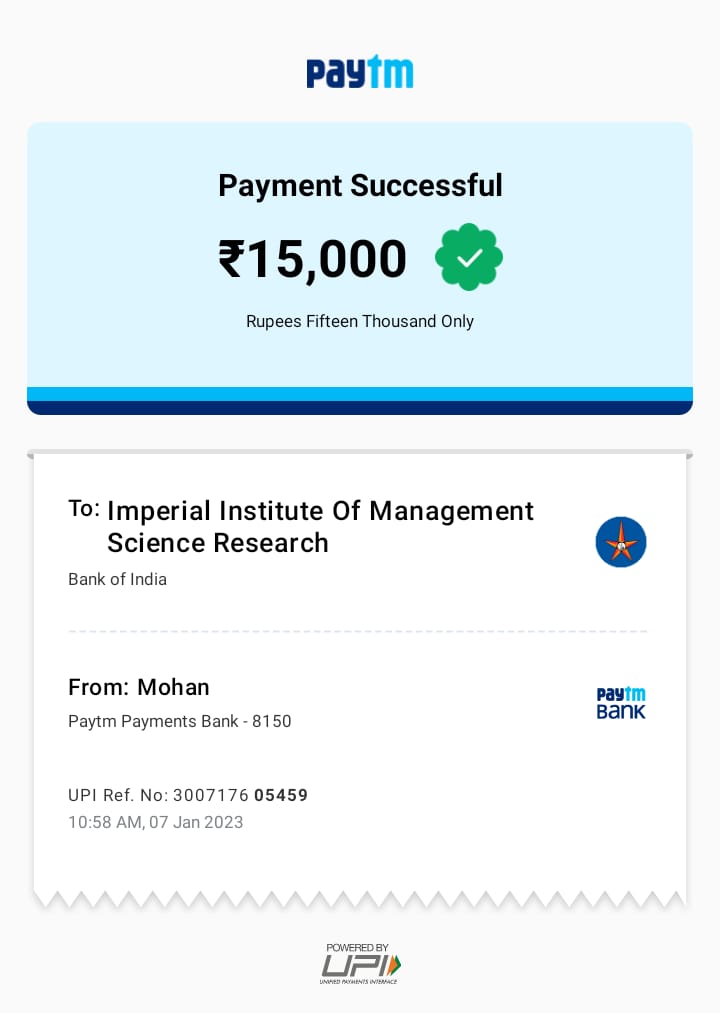 paytm
Payment Successful
₹15,000
Rupees Fifteen Thousand Only
To: Imperial Institute Of Management
Science Research
Bank of India
From: Mohan
paytm
BANK
Paytm Payments Bank - 8150
UPI Ref. No: 3007176 05459
10:58 AM, 07 Jan 2023
POWERED BY
UPI
UNIFIED PAYMENTS INTERFACE